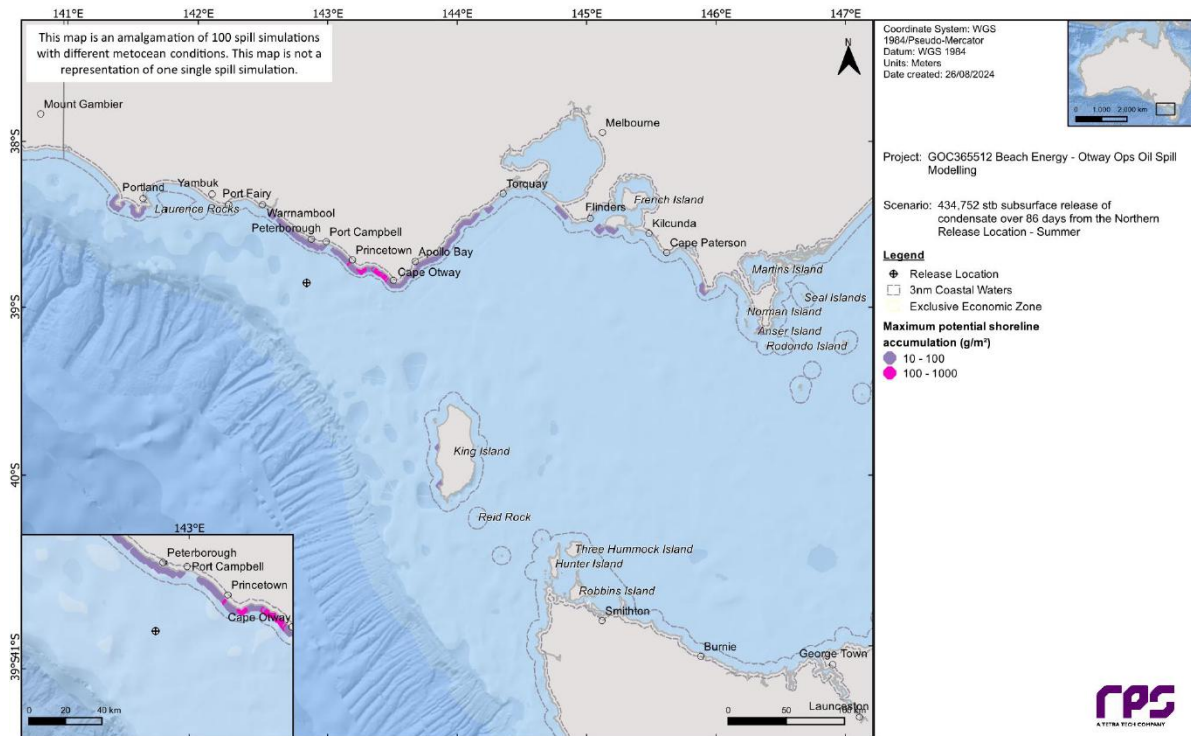 141°E 142°E 143°E 144°E 145°E 146°E 147°E
This map is an amalgamation of 100 spill simulations
with different metocean conditions. This map is not a
representation of one single spill simulation.
N
Mount Gambier
Melbourne
38°S
Portland
Yambuk
Port Fairy
Laurence Rocks
Warnambool
Peterborough
Port Campbell
Princetown
Apollo Bay
Cape Otway
Torquay
Flinders
French Island
Kilcunda
Cape Paterson
Martins Island
Seal Islands
Norman Island
Anser Island
Rodondo Island
39°S
King Island
40°S
Reid Rock
Three Hummock Island
Hunter Island
Robbins Island
Smithton
Burnie
George Town
Launceston
41°S
0 50 100 km
143°E
Peterborough
Port Campbell
Princetown
Cape Otway
39°S
0 20 40 km
Coordinate System: WGS
1984/Pseudo-Mercator
Datum: WGS 1984
Units: Meters
Date created: 26/08/2024
0 1,000 2,000 km
Project: GOC365512 Beach Energy - Otway Ops Oil Spill
Modelling
Scenario: 434,752 stb subsurface release of
condensate over 86 days from the Northern
Release Location - Summer
Legend
Release Location
3nm Coastal Waters
Exclusive Economic Zone
Maximum potential shoreline
accumulation (g/m²)
10 - 100
100 - 1000
rps
A TETRA TECH COMPANY